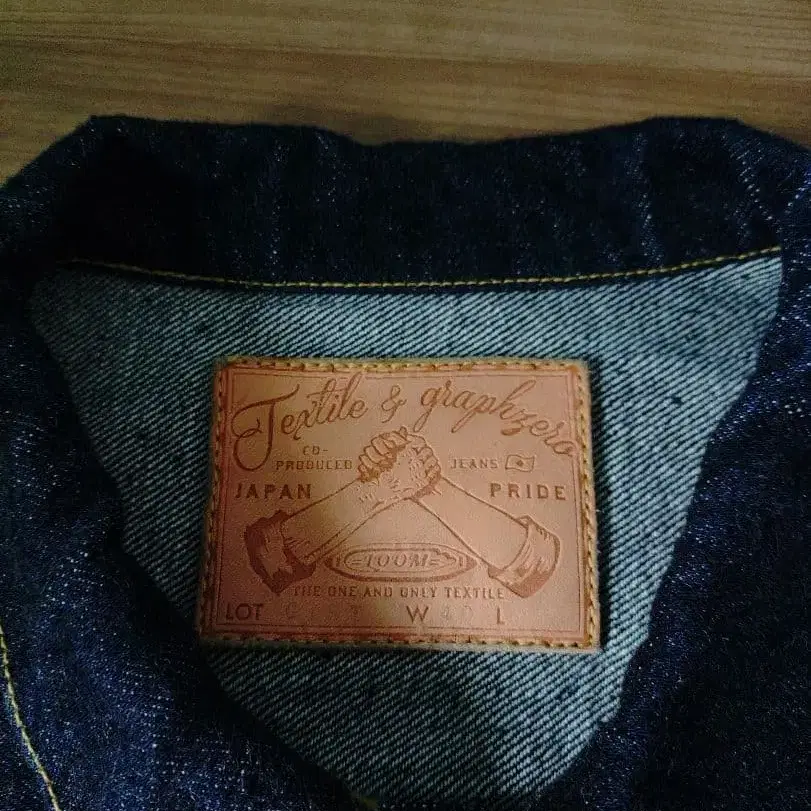 Textile & graphzero
CO-
PRODUCED JEANS
JAPAN PRIDE
TOOM
THE ONE AND ONLY TEXTILE
LOT W L